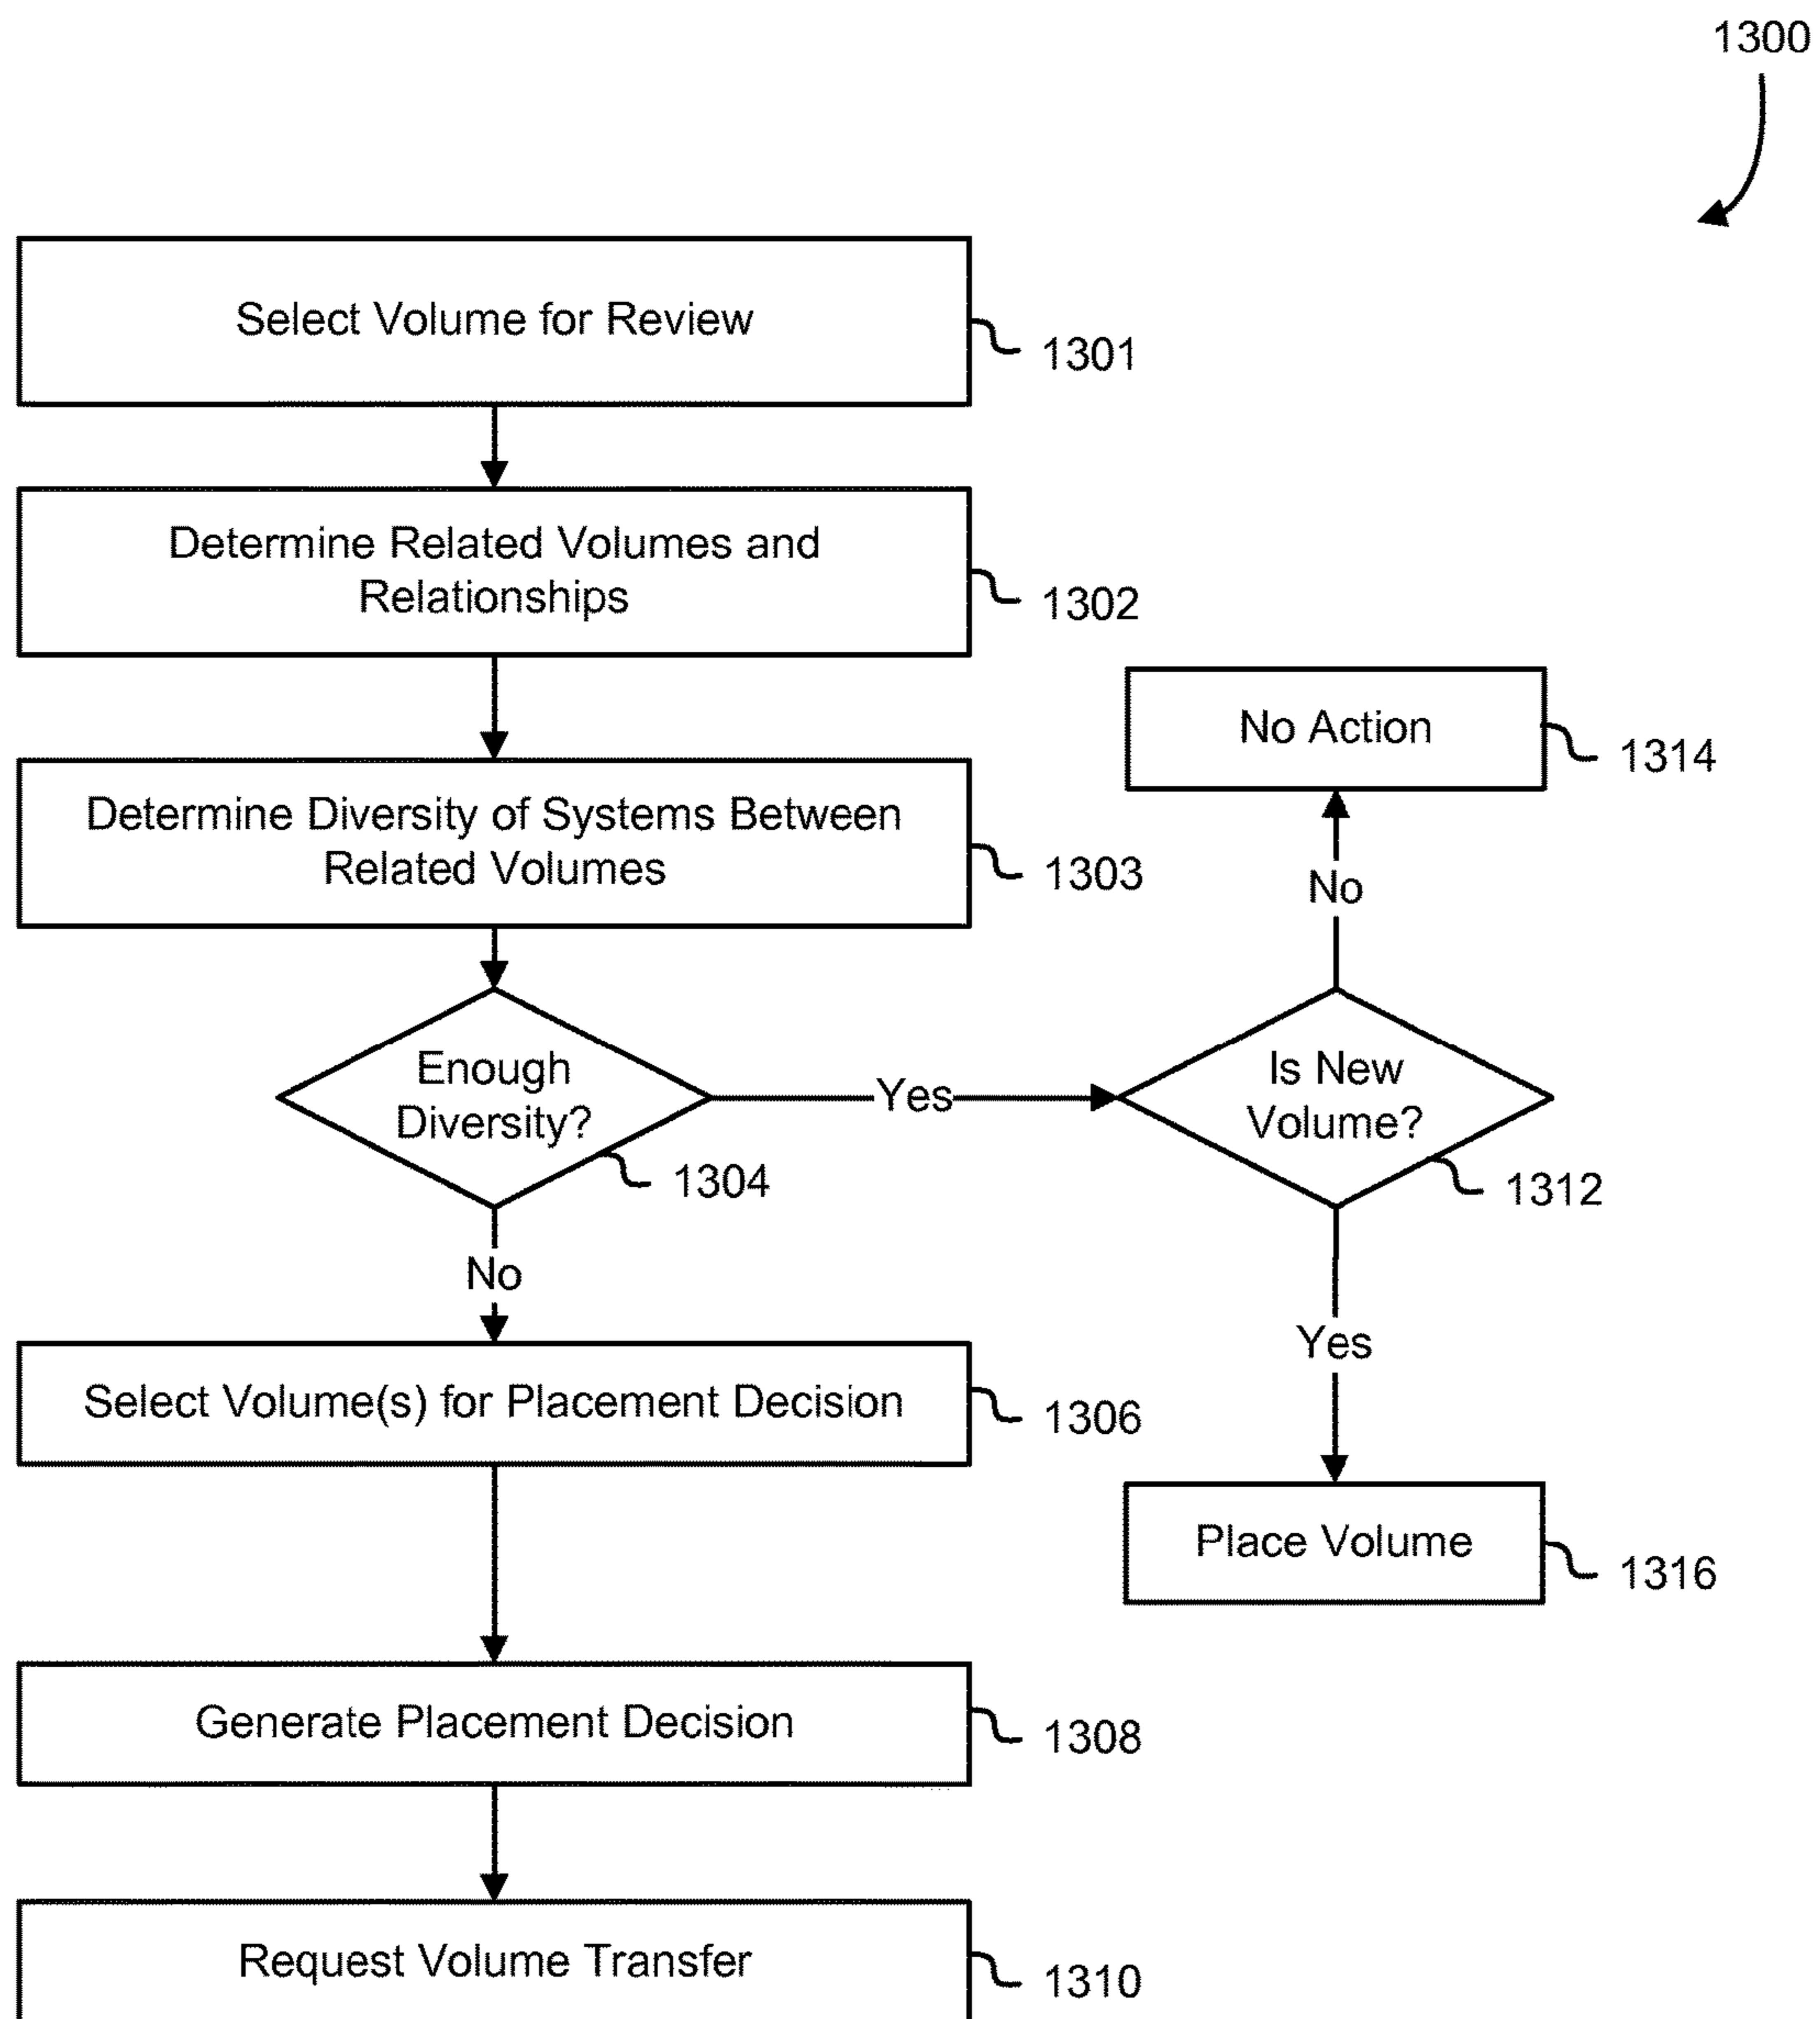 1300
Select Volume for Review
1301
Determine Related Volumes and
Relationships
1302
Determine Diversity of Systems Between
Related Volumes
1303
Enough
Diversity?
1304
Yes
Is New
Volume?
1312
No
No Action
1314
Yes
Place Volume
1316
No
Select Volume(s) for Placement Decision
1306
Generate Placement Decision
1308
Request Volume Transfer
1310